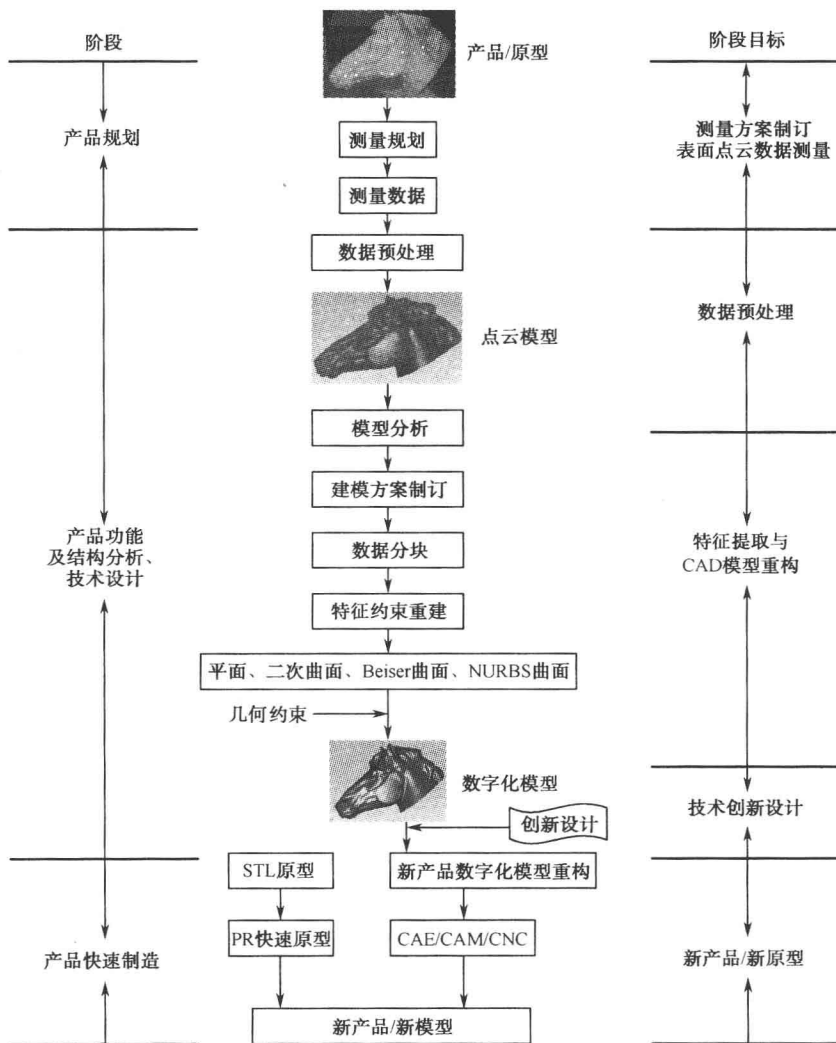 阶段
产品/原型
阶段目标
产品规划
测量规划
测量方案制订
表面点云数据测量
测量数据
数据预处理
点云模型
数据预处理
模型分析
建模方案制订
产品功能
及结构分析、
技术设计
数据分块
特征提取与
CAD模型重构
特征约束重建
平面、二次曲面、Beiser曲面、NURBS曲面
几何约束
数字化模型
技术创新设计
创新设计
STL原型
新产品数字化模型重构
产品快速制造
PR快速原型
CAE/CAM/CNC
新产品/新原型
新产品/新模型